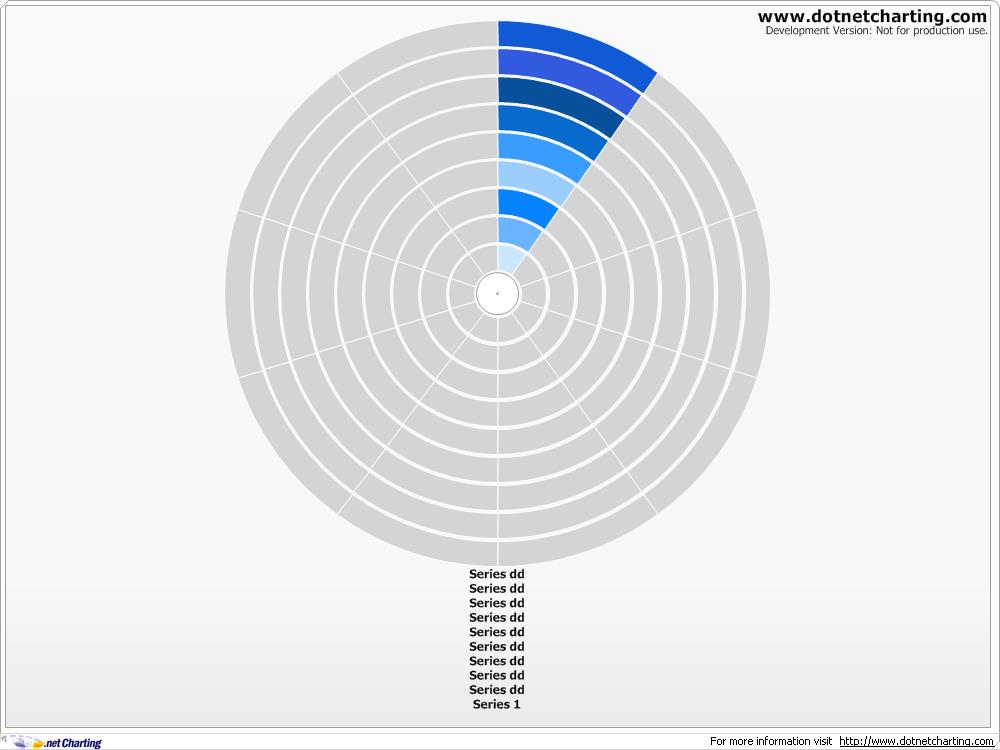 www.dotnetcharting.com
Development Version: Not for production use.
Series dd
Series dd
Series dd
Series dd
Series dd
Series dd
Series dd
Series dd
Series dd
Series 1
.net Charting
For more information visit http://www.dotnetcharting.com